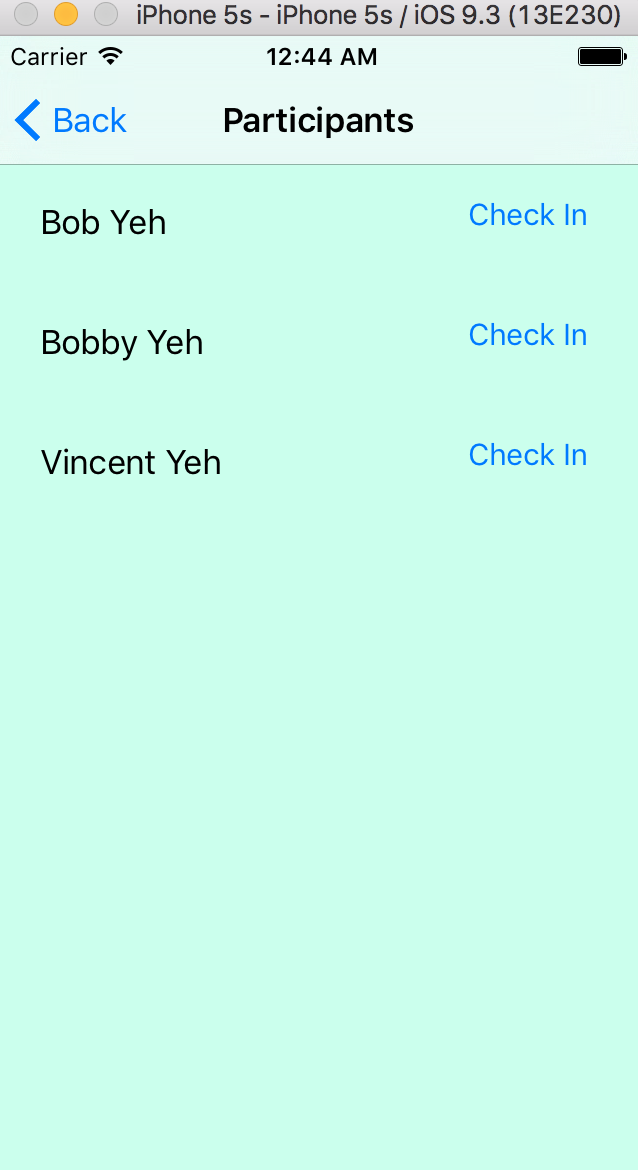 iPhone 5s - iPhone 5s / iOS 9.3 (13E230)
Carrier 12:44 AM
Back Participants
Bob Yeh Check In
Bobby Yeh Check In
Vincent Yeh Check In